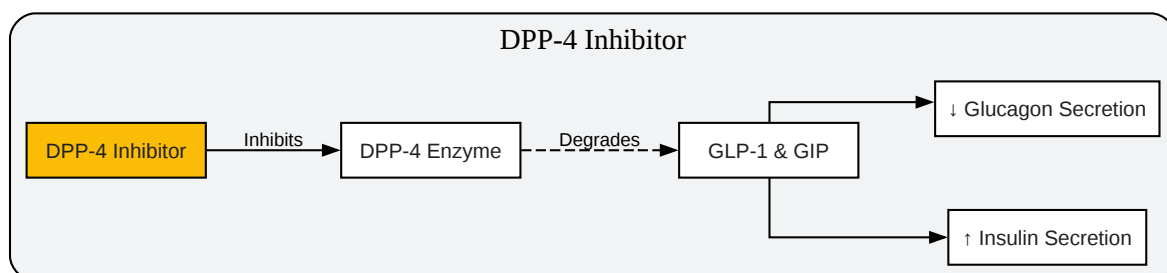 DPP-4 Inhibitor
DPP-4 Inhibitor
Inhibits
DPP-4 Enzyme
Degrades
GLP-1 & GIP
↓ Glucagon Secretion
↑ Insulin Secretion